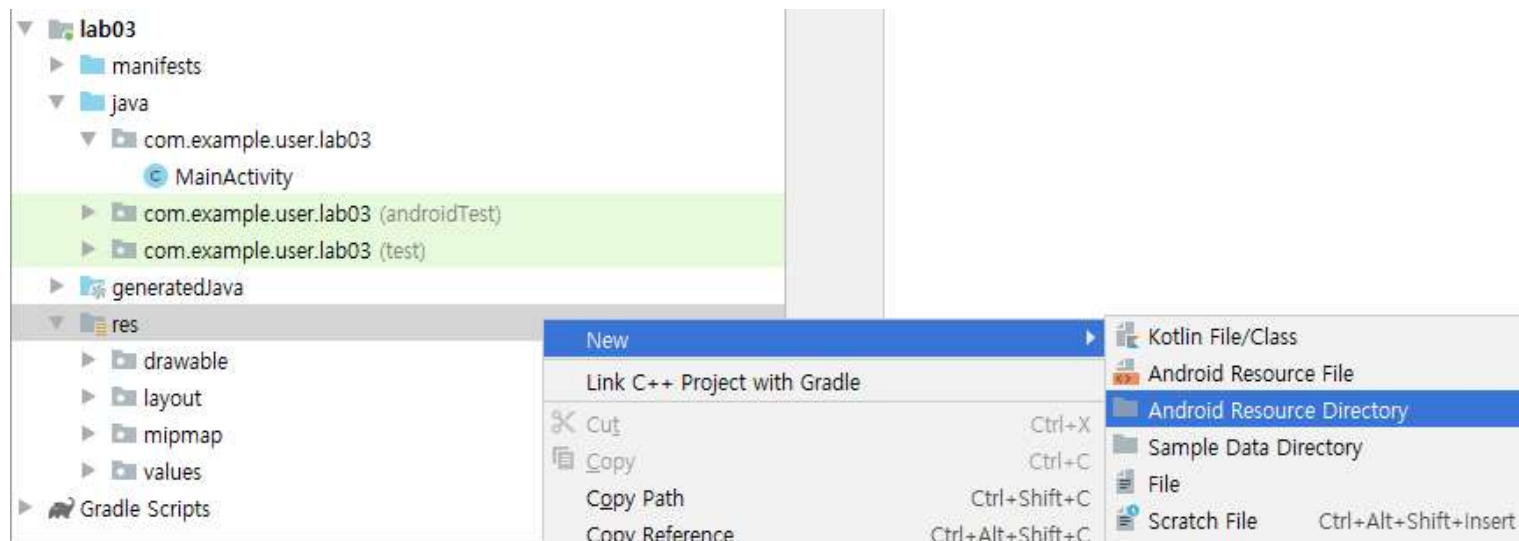 lab03
manifests
java
com.example.user.lab03
MainActivity
com.example.user.lab03 (androidTest)
com.example.user.lab03 (test)
generatedJava
res
drawable
layout
mipmap
values
Gradle Scripts
New
Link C++ Project with Gradle
Cut Ctrl+X
Copy Ctrl+C
Copy Path Ctrl+Shift+C
Copy Reference Ctrl+Alt+Shift+C
Kotlin File/Class
Android Resource File
Android Resource Directory
Sample Data Directory
File
Scratch File Ctrl+Alt+Shift+Insert